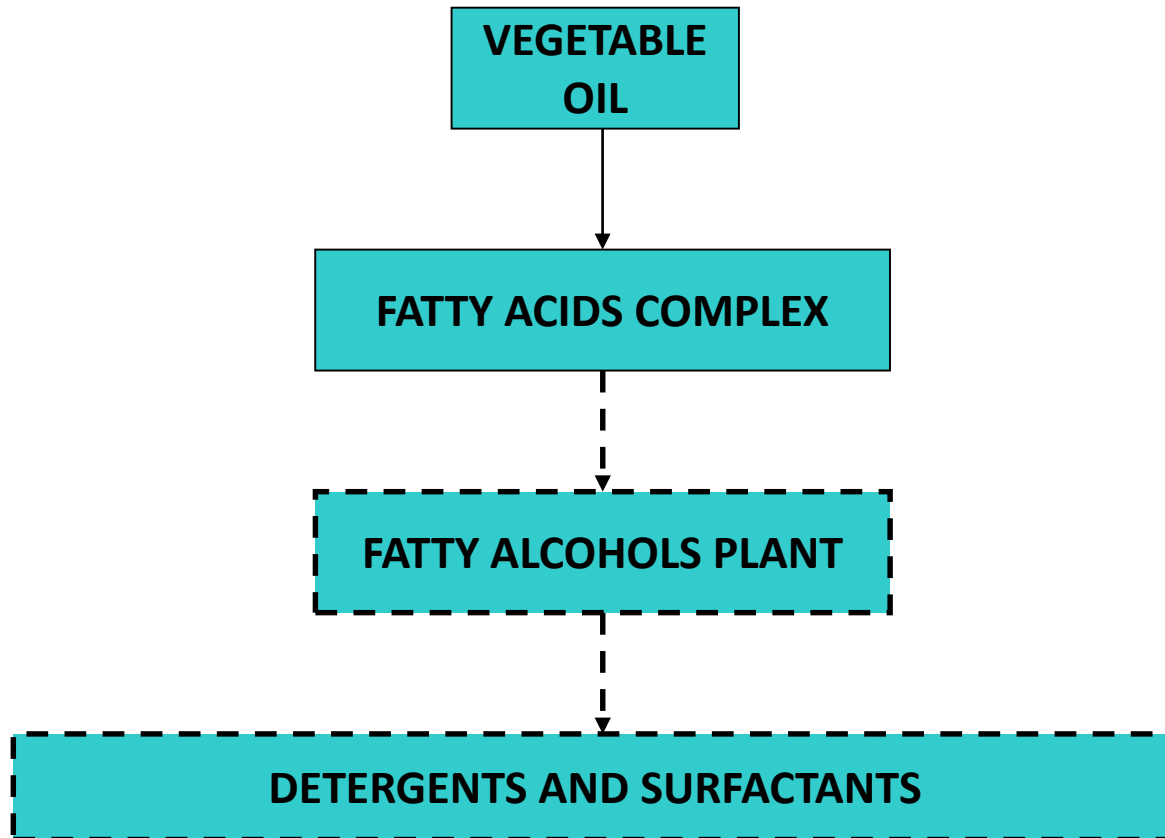 VEGETABLE
OIL
FATTY ACIDS COMPLEX
FATTY ALCOHOLS PLANT
DETERGENTS AND SURFACTANTS